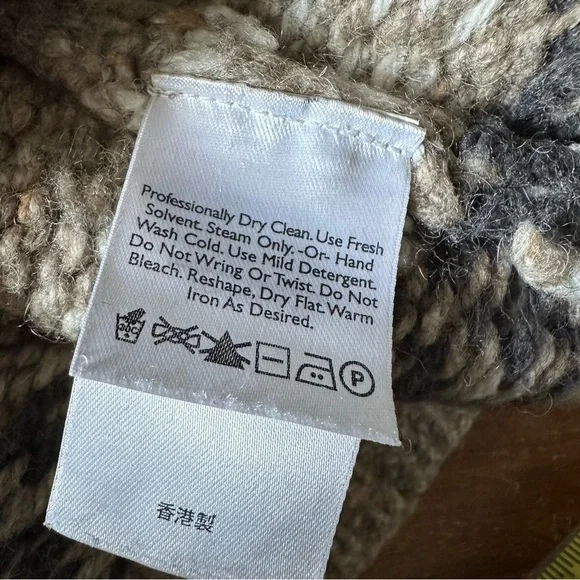 Professionally Dry Clean. Use Fresh
Solvent. Steam Only. -Or- Hand
Wash Cold. Use Mild Detergent.
Do Not Wring Or Twist. Do Not
Bleach. Reshape, Dry Flat. Warm
Iron As Desired.
P
香港製